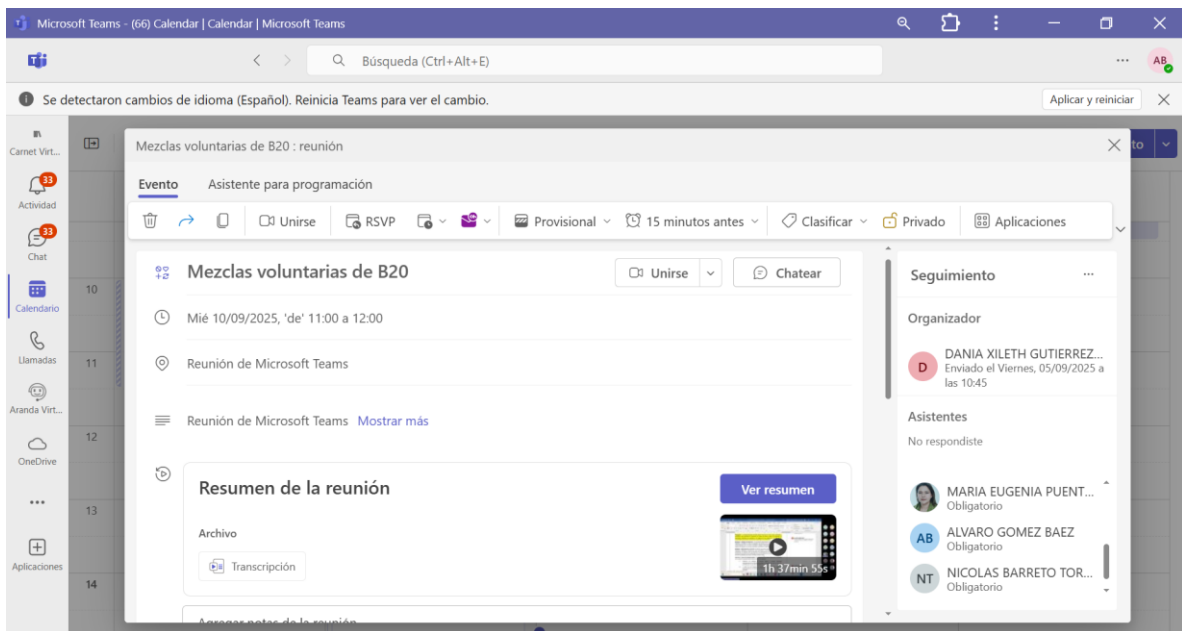 Microsoft Teams - (66) Calendar | Calendar | Microsoft Teams
Búsqueda (Ctrl+Alt+E)
AB
Se detectaron cambios de idioma (Español). Reinicia Teams para ver el cambio.
Aplicar y reiniciar
Carnet Virt...
33
Actividad
33
Chat
Calendario
Llamadas
Aranda Virt...
OneDrive
Aplicaciones
10
11
12
13
14
to
Mezclas voluntarias de B20 : reunión
Evento Asistente para programación
Unirse RSVP Provisional 15 minutos antes Clasificar Privado Aplicaciones
Mezclas voluntarias de B20
Unirse Chatear
Mié 10/09/2025, 'de' 11:00 a 12:00
Reunión de Microsoft Teams
Reunión de Microsoft Teams Mostrar más
Resumen de la reunión
Ver resumen
Archivo
Transcripción
1h 37min 55s
Agregar notas de la reunión
Seguimiento
Organizador
D
DANIA XILETH GUTIERREZ...
Enviado el Viernes, 05/09/2025 a
las 10:45
Asistentes
No respondiste
MARIA EUGENIA PUENT...
Obligatorio
AB
ALVARO GOMEZ BAEZ
Obligatorio
NT
NICOLAS BARRETO TOR...
Obligatorio